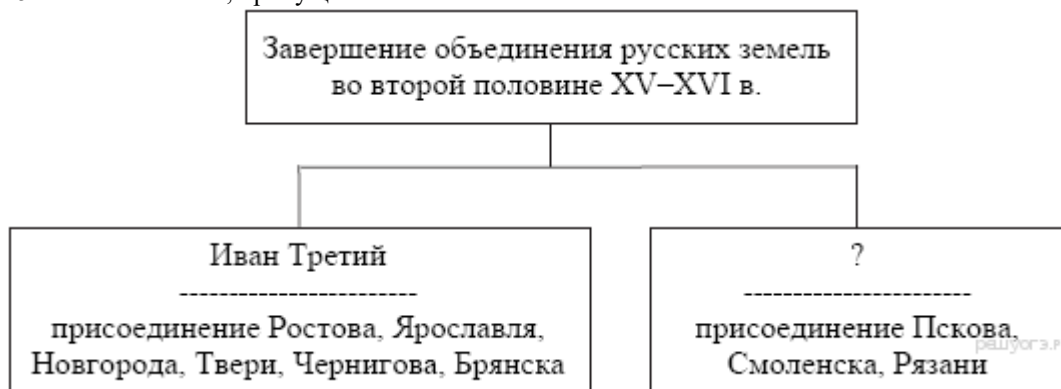 Завершение объединения русских земель
во второй половине XV–XVI в.
Иван Третий
------------------------
присоединение Ростова, Ярославля,
Новгорода, Твери, Чернигова, Брянска
?
-----------------------
присоединение Пскова,
Смоленска, Рязани